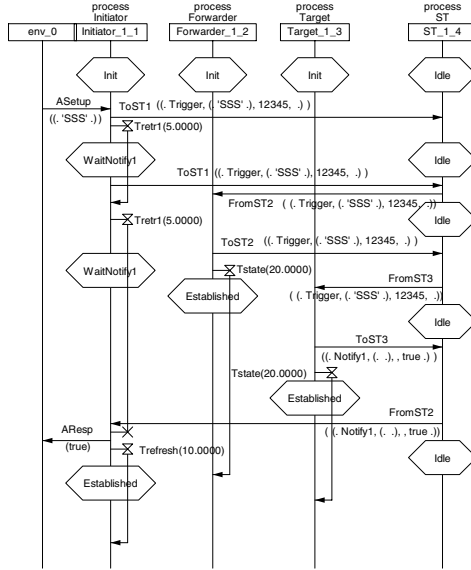 process process process process
Initiator Forwarder Target ST
env_0 Initiator_1_1 Forwarder_1_2 Target_1_3 ST_1_4
Init Init Init Idle
ASetup ToST1 ((. Trigger, (. 'SSS' .), 12345, .) )
((. 'SSS' .)
Tretr1(5.0000)
WaitNotify1 Idle
ToST1 ((. Trigger, (. 'SSS' .), 12345, .) )
FromST2 ( (. Trigger, (. 'SSS' .), 12345, .))
Tretr1(5.0000) Idle
ToST2 ((. Trigger, (. 'SSS' .), 12345, .) )
WaitNotify1 Tstate(20.0000) Idle
Established FromST3
( (. Trigger, (. 'SSS' .), 12345, .))
Idle
ToST3
((. Notify1, (. .), , true .) )
Tstate(20.0000)
Established
FromST2
AResp ( (. Notify1, (. .), , true .))
(true) Trefresh(10.0000)
Idle
Established